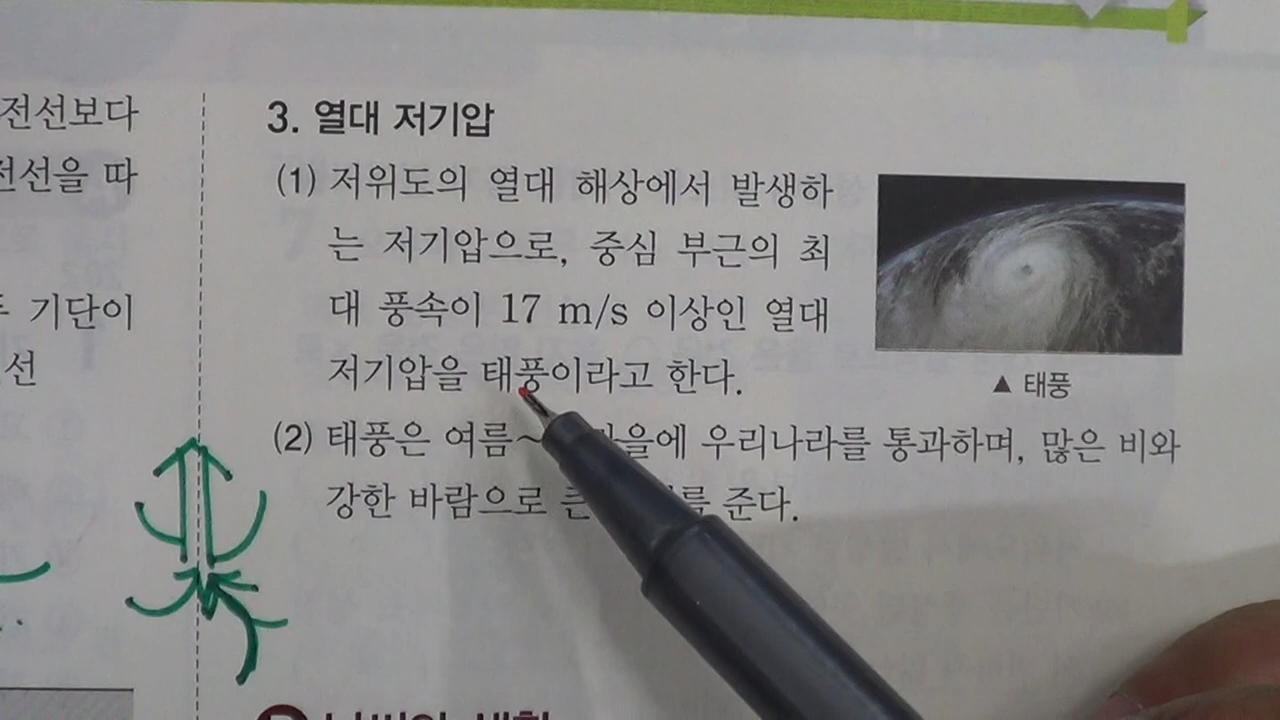 전선보다
전선을 따
기단이
선
3. 열대 저기압
(1) 저위도의 열대 해상에서 발생하
는 저기압으로, 중심 부근의 최
대 풍속이 17 m/s 이상인 열대
저기압을 태풍이라고 한다.
▲ 태풍
(2) 태풍은 여름~ 을에 우리나라를 통과하며, 많은 비와
강한 바람으로 큰 를 준다.